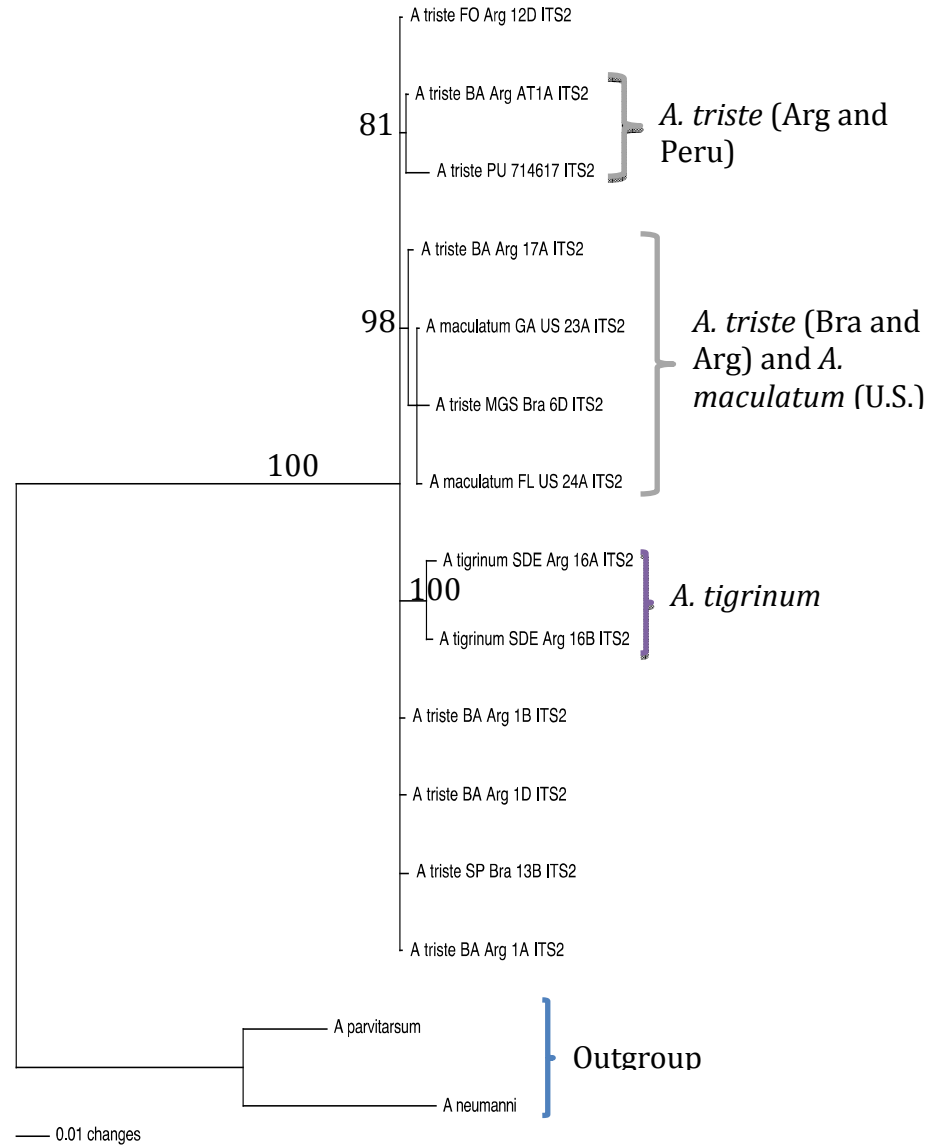 A triste FO Arg 12D ITS2
A triste BA Arg AT1A ITS2
81
A triste PU 714617 ITS2
A. triste (Arg and
Peru)
A triste BA Arg 17A ITS2
98
A maculatum GA US 23A ITS2
A triste MGS Bra 6D ITS2
A maculatum FL US 24A ITS2
A. triste (Bra and
Arg) and A.
maculatum (U.S.)
100
A tigrinum SDE Arg 16A ITS2
100
A tigrinum SDE Arg 16B ITS2
A. tigrinum
A triste BA Arg 1B ITS2
A triste BA Arg 1D ITS2
A triste SP Bra 13B ITS2
A triste BA Arg 1A ITS2
A parvitarsum
A neumanni
Outgroup
0.01 changes